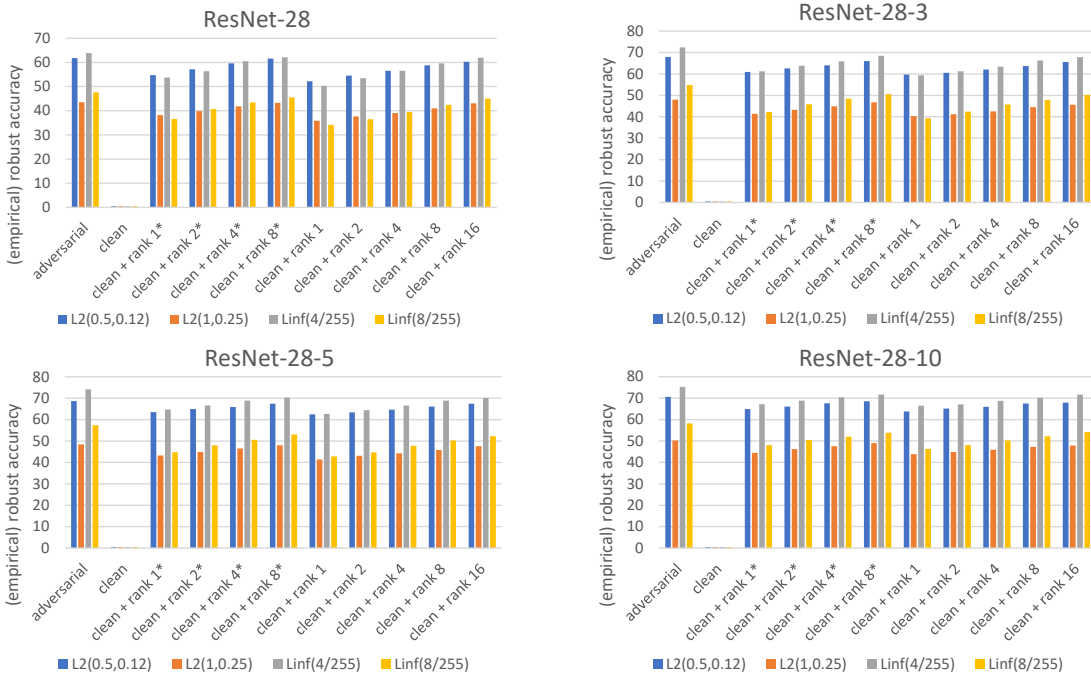 ResNet-28
(empirical) robust accuracy
70
60
50
40
30
20
10
0
adversarial
clean
clean + rank 1*
clean + rank 2*
clean + rank 4*
clean + rank 8*
clean + rank 1
clean + rank 2
clean + rank 4
clean + rank 8
clean + rank 16
L2(0.5,0.12) L2(1,0.25) Linf(4/255) Linf(8/255)
ResNet-28-3
(empirical) robust accuracy
80
70
60
50
40
30
20
10
0
adversarial
clean
clean + rank 1*
clean + rank 2*
clean + rank 4*
clean + rank 8*
clean + rank 1
clean + rank 2
clean + rank 4
clean + rank 8
clean + rank 16
L2(0.5,0.12) L2(1,0.25) Linf(4/255) Linf(8/255)
ResNet-28-5
(empirical) robust accuracy
80
70
60
50
40
30
20
10
0
adversarial
clean
clean + rank 1*
clean + rank 2*
clean + rank 4*
clean + rank 8*
clean + rank 1
clean + rank 2
clean + rank 4
clean + rank 8
clean + rank 16
L2(0.5,0.12) L2(1,0.25) Linf(4/255) Linf(8/255)
ResNet-28-10
(empirical) robust accuracy
80
70
60
50
40
30
20
10
0
adversarial
clean
clean + rank 1*
clean + rank 2*
clean + rank 4*
clean + rank 8*
clean + rank 1
clean + rank 2
clean + rank 4
clean + rank 8
clean + rank 16
L2(0.5,0.12) L2(1,0.25) Linf(4/255) Linf(8/255)